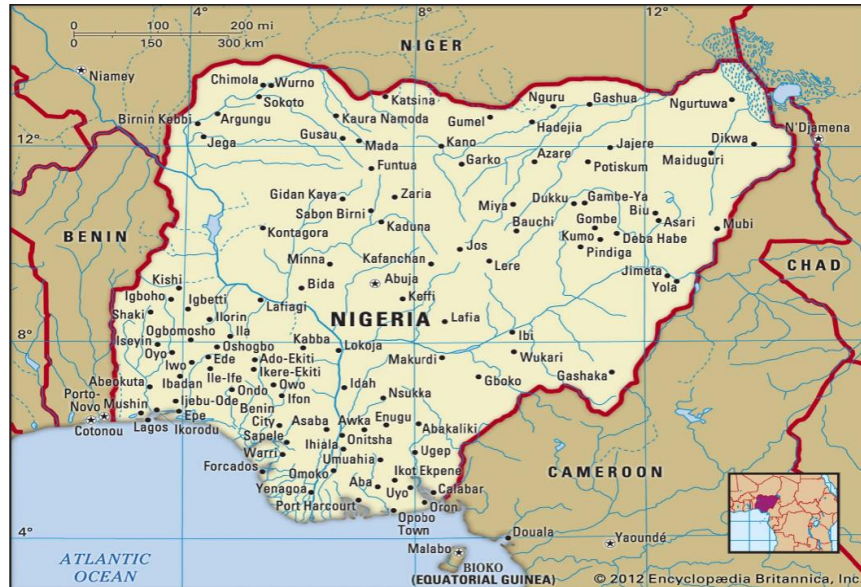 4°
8°
12°
0 100 200 mi
0 150 300 km
NIGER
Niamey
Chimola
Wurno
Sokoto
Katsina
Nguru
Gashua
Ngurtuwa
Birnin Kebbi
Argungu
Kaura Namoda
Gumel
Hadejia
N'Djamena
12°
Jega
Gusau
Mada
Kano
Jajere
Dikwa
Garko
Azare
Maiduguri
Funtua
Potiskum
Gidan Kaya
Zaria
Dukku
Gambe-Ya
Miya
Sabon Birni
Biu
BENIN
Kontagora
Kaduna
Bauchi
Gombe
Asari
Mubi
Kumo
Deba Habe
Jos
Pindiga
Minna
Kafanchan
Lere
CHAD
Abuja
Jimeta
Kishi
Bida
Yola
Igboho
Igbetti
Lafiagi
Keffi
Shaki
Ilorin
NIGERIA
Lafia
Ogbomosho
Ila
8°
Iseyin
Oshogbo
Kabba
Ibi
Oyo
Ede
Ado-Ekiti
Lokoja
Wukari
Iwo
Ikere-Ekiti
Makurdi
Abeokuta
Ibadan
Ile-Ife
Owo
Idah
Gboko
Gashaka
Porto-
Novo
Mushin
Ijebu-Ode
Ondo
Ifon
Nsukka
Benin
City
Epe
Asaba
Awka
Enugu
Abakaliki
Cotonou
Lagos
Ikorodu
Sapele
Onitsha
Ihiala
Warri
Umuahia
Ugep
CAMEROON
Forcados
Omoko
Ikot Ekpene
Aba
Calabar
Yenagoa
Uyo
Port Harcourt
Oron
Opobo
Town
4°
Douala
Yaoundé
Malabo
ATLANTIC
OCEAN
BIOKO
(EQUATORIAL GUINEA)
© 2012 Encyclopædia Britannica, Inc.